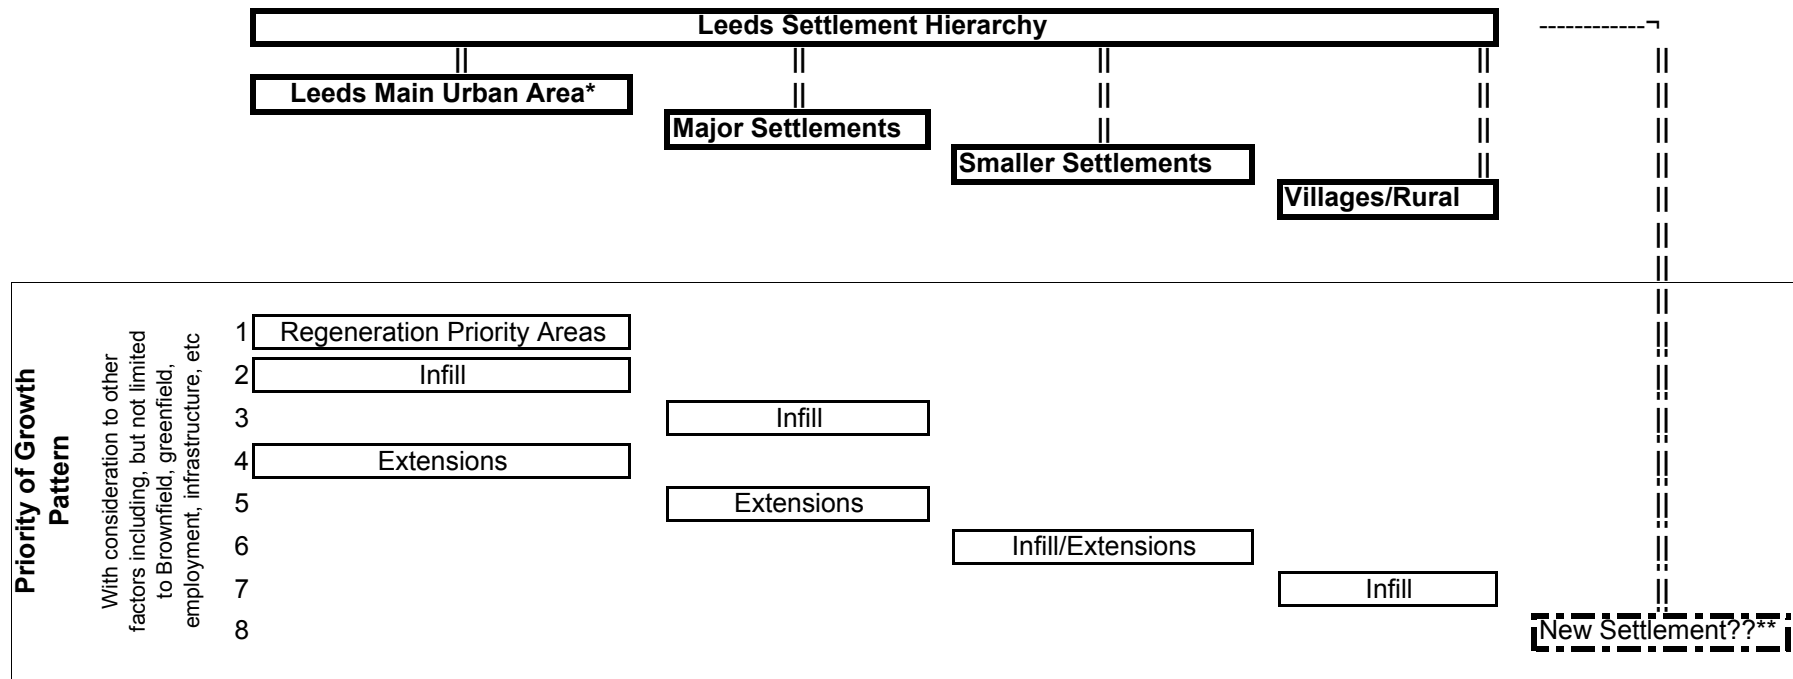 Leeds Settlement Hierarchy
Leeds Main Urban Area*
Major Settlements
Smaller Settlements
Villages/Rural
Priority of Growth
Pattern
With consideration to other
factors including, but not limited
to Brownfield, greenfield,
employment, infrastructure, etc
1 Regeneration Priority Areas
2 Infill
3 Infill
4 Extensions
5 Extensions
6 Infill/Extensions
7 Infill
8 New Settlement??**